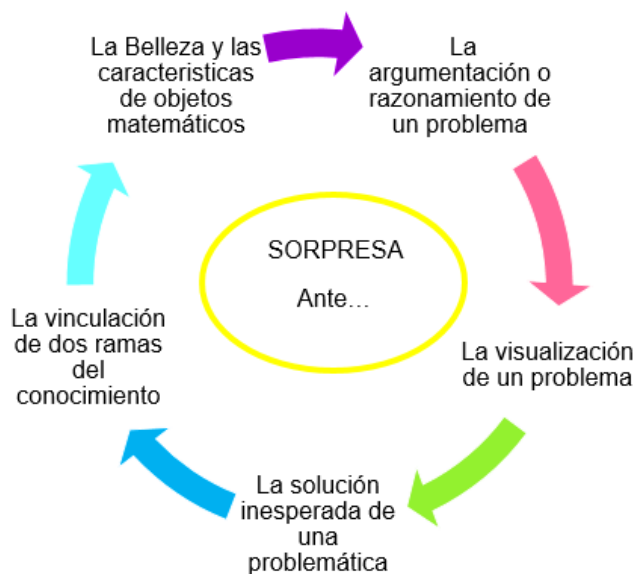 La Belleza y las
caracteristicas
de objetos
matemáticos
La
argumentación o
razonamiento de
un problema
SORPRESA
Ante...
La visualización
de un problema
La solución
inesperada de
una
problemática
La vinculación
de dos ramas
del
conocimiento